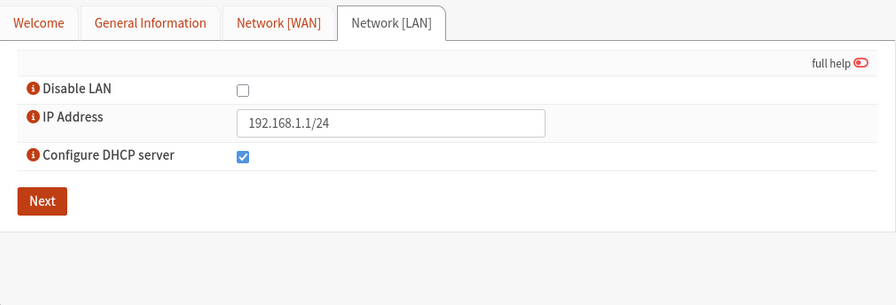 Welcome General Information Network [WAN] Network [LAN]
full help
Disable LAN
IP Address 192.168.1.1/24
Configure DHCP server
Next